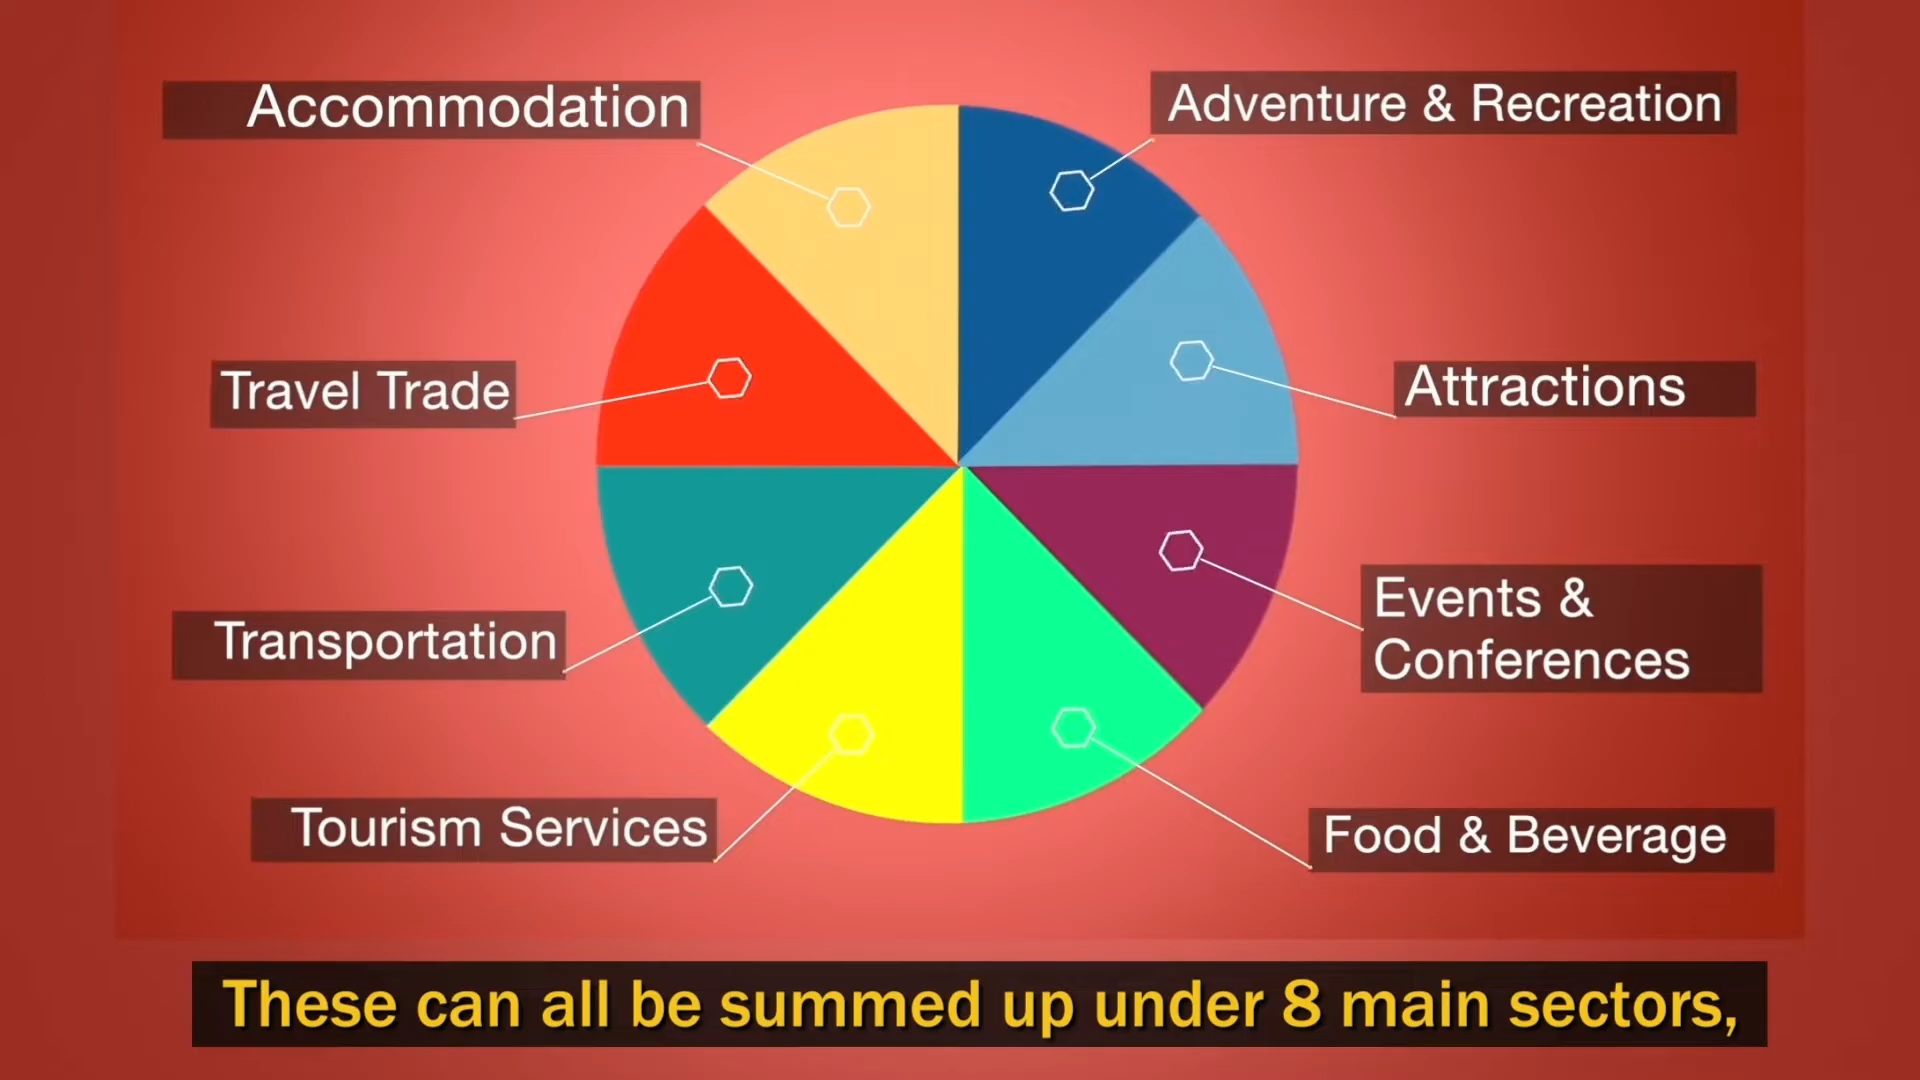 Accommodation
Adventure & Recreation
Travel Trade
Attractions
Transportation
Events &
Conferences
Tourism Services
Food & Beverage
These can all be summed up under 8 main sectors,